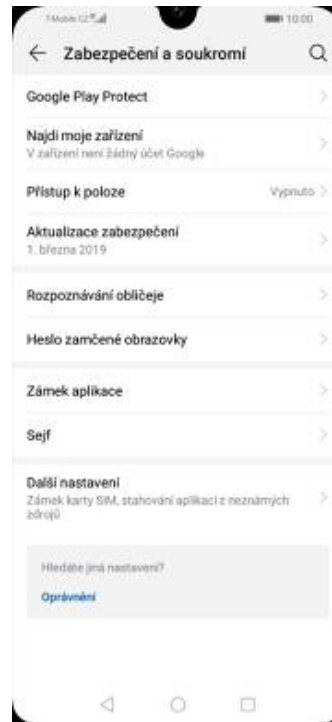 T-Mobile CZ
10:00
Zabezpečení a soukromí
Google Play Protect
Najdi moje zařízení
V zařízení není žádný účet Google
Přístup k poloze
Vypnuto
Aktualizace zabezpečení
1. března 2019
Rozpoznávání obličeje
Heslo zamčené obrazovky
Zámek aplikace
Sejf
Další nastavení
Zámek karty SIM, stahování aplikací z neznámých
zdrojů
Hledáte jiná nastavení?
Oprávnění